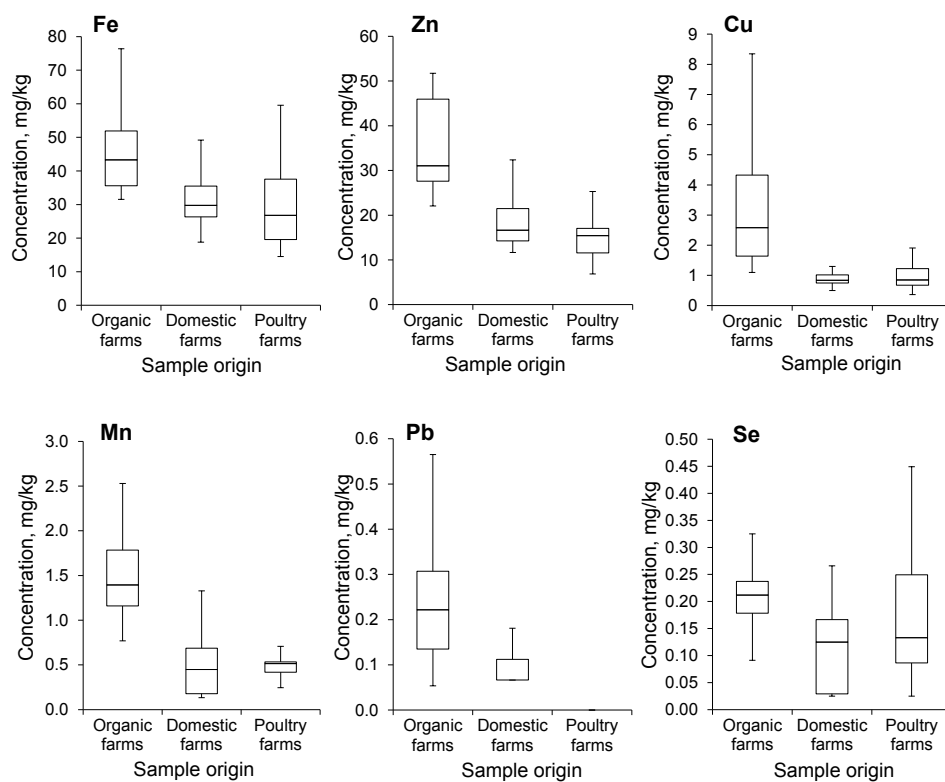 Fe
Concentration, mg/kg
80
70
60
50
40
30
20
10
0
Organic farms
Domestic farms
Poultry farms
Sample origin
Zn
Concentration, mg/kg
60
50
40
30
20
10
0
Organic farms
Domestic farms
Poultry farms
Sample origin
Cu
Concentration, mg/kg
9
8
7
6
5
4
3
2
1
0
Organic farms
Domestic farms
Poultry farms
Sample origin
Mn
Concentration, mg/kg
3.0
2.5
2.0
1.5
1.0
0.5
0.0
Organic farms
Domestic farms
Poultry farms
Sample origin
Pb
Concentration, mg/kg
0.6
0.5
0.4
0.3
0.2
0.1
0.0
Organic farms
Domestic farms
Poultry farms
Sample origin
Se
Concentration, mg/kg
0.50
0.45
0.40
0.35
0.30
0.25
0.20
0.15
0.10
0.05
0.00
Organic farms
Domestic farms
Poultry farms
Sample origin